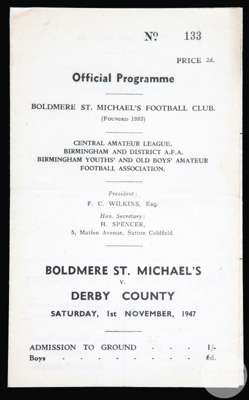 No. 133
PRICE 2d.
Official Programme
BOLDMERE ST. MICHAEL'S FOOTBALL CLUB.
(FOUNDED 1883)
CENTRAL AMATEUR LEAGUE.
BIRMINGHAM AND DISTRICT A.F.A.
BIRMINGHAM YOUTHS' AND OLD BOYS' AMATEUR
FOOTBALL ASSOCIATION.
President:
F. C. WILKINS, Esq.
Hon. Secretary:
H. SPENCER,
5, Marlow Avenue, Sutton Coldfield
BOLDMERE ST. MICHAEL'S
v.
DERBY COUNTY
SATURDAY, 1st NOVEMBER, 1947
ADMISSION TO GROUND - - - 1/-
Boys - - - - - - - 6d.